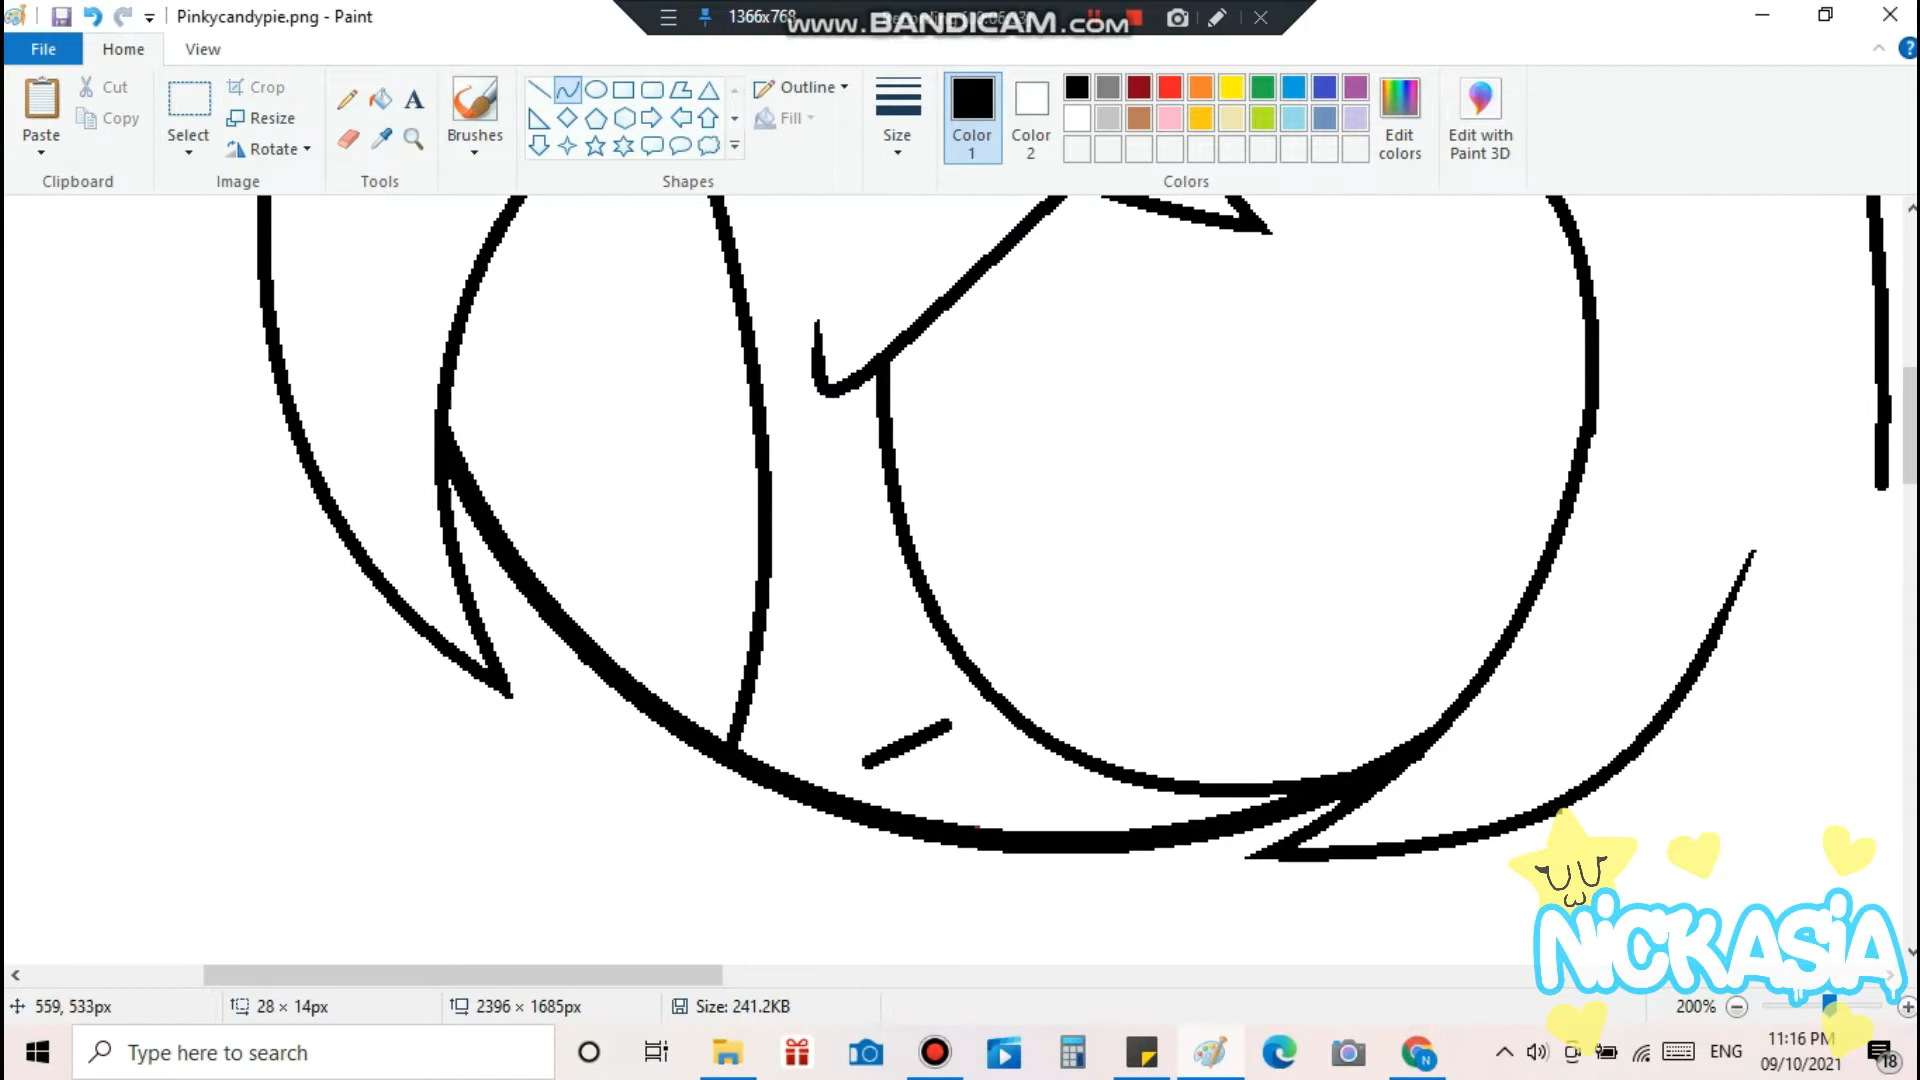 Pinkycandypie.png - Paint
1366x768
www.BANDICAM.com
File
Home
View
Paste
Cut
Copy
Clipboard
Select
Crop
Resize
Rotate
Image
A
Tools
Brushes
Outline
Fill
Shapes
Size
Color
1
Color
2
Edit
colors
Edit with
Paint 3D
Colors
NiCKASiA
559, 533px
28 × 14px
2396 × 1685px
Size: 241.2KB
200%
Type here to search
N
ENG
11:16 PM
09/10/2021
18